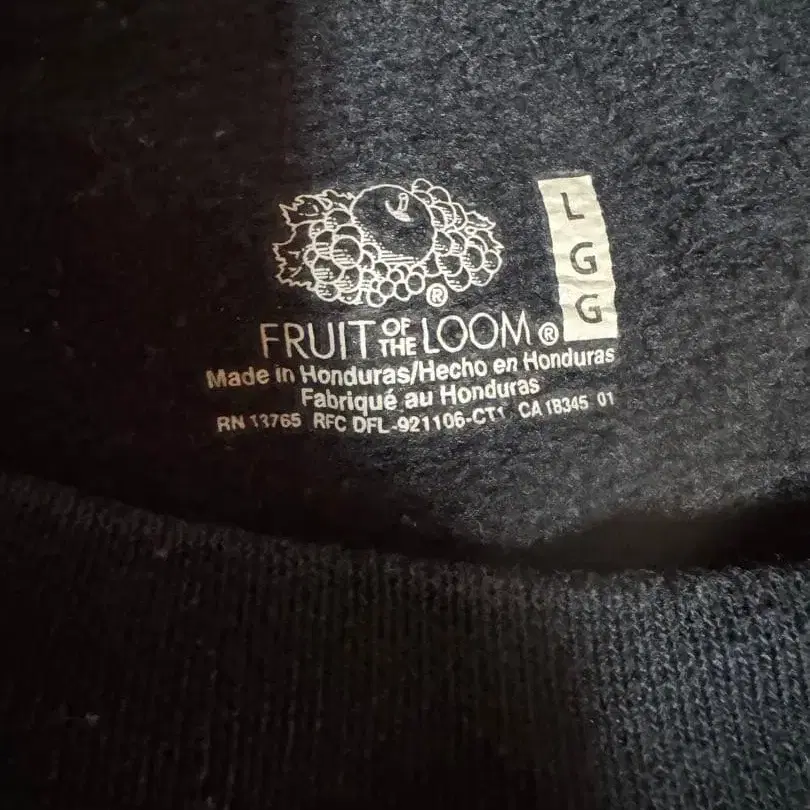 L
G
G
®
FRUIT OF THE LOOM ®
Made in Honduras/Hecho en Honduras
Fabriqué au Honduras
RN 13765 RFC DFL-921106-CT1 CA 18345 01